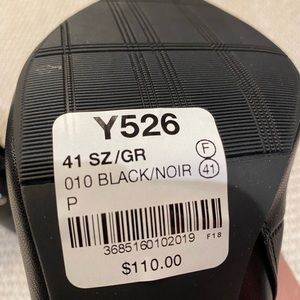 Y526
41 SZ/GR F
010 BLACK/NOIR 41
P
3685160102019 F18
$110.00